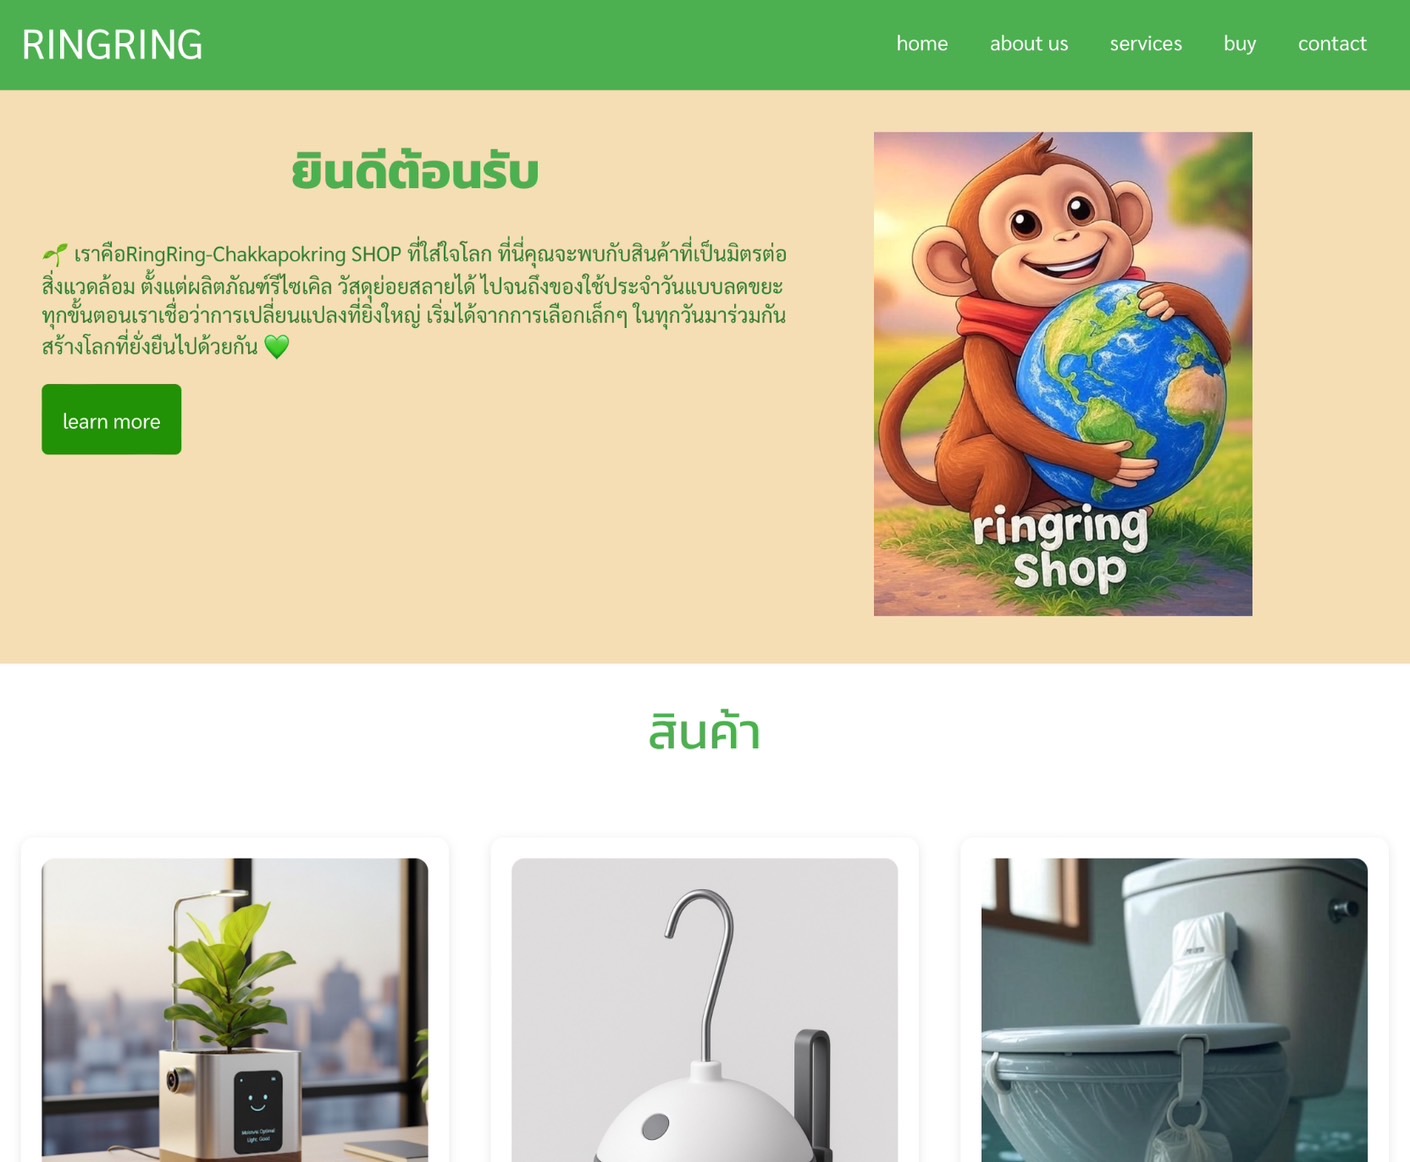 RINGRING
home about us services buy contact
ยินดีต้อนรับ
🌱 เราคือRingRing-Chakkapokring SHOP ที่ใส่ใจโลก ที่นี่คุณจะพบกับสินค้าที่เป็นมิตรต่อ
สิ่งแวดล้อม ตั้งแต่ผลิตภัณฑ์รีไซเคิล วัสดุย่อยสลายได้ ไปจนถึงของใช้ประจำวันแบบลดขยะ
ทุกขั้นตอนเราเชื่อว่าการเปลี่ยนแปลงที่ยิ่งใหญ่ เริ่มได้จากการเลือกเล็กๆ ในทุกวันมาร่วมกัน
สร้างโลกที่ยั่งยืนไปด้วยกัน 💚
learn more
ringring
Shop
สินค้า
Light: Good